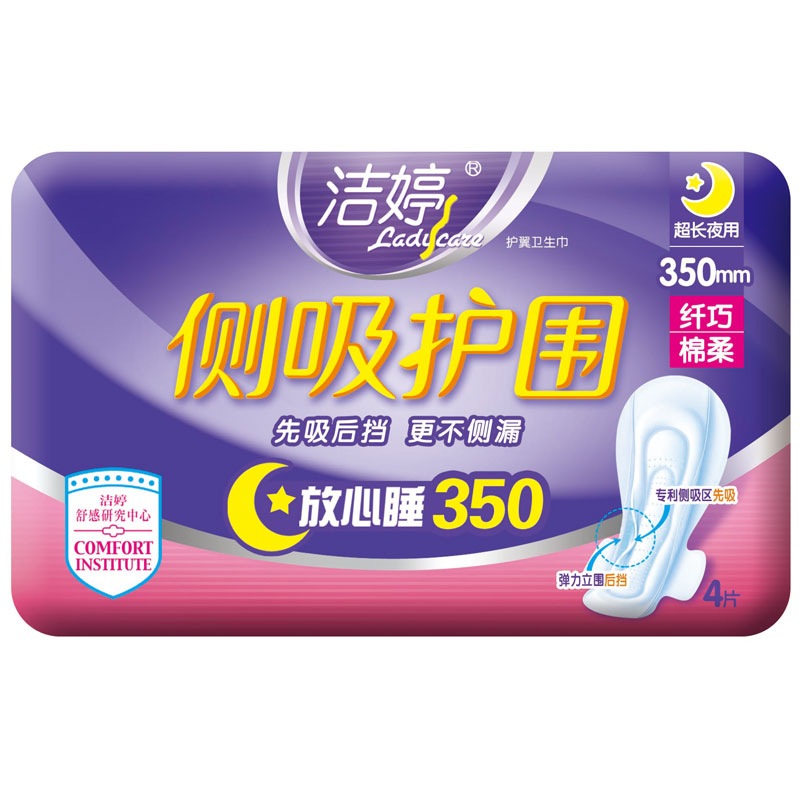 洁婷®
Ladycare
护翼卫生巾
超长夜用
350mm
纤巧
棉柔
侧吸护围
先吸后挡 更不侧漏
放心睡350
洁婷
舒感研究中心
COMFORT
INSTITUTE
专利侧吸区先吸
弹力立围后挡
4片